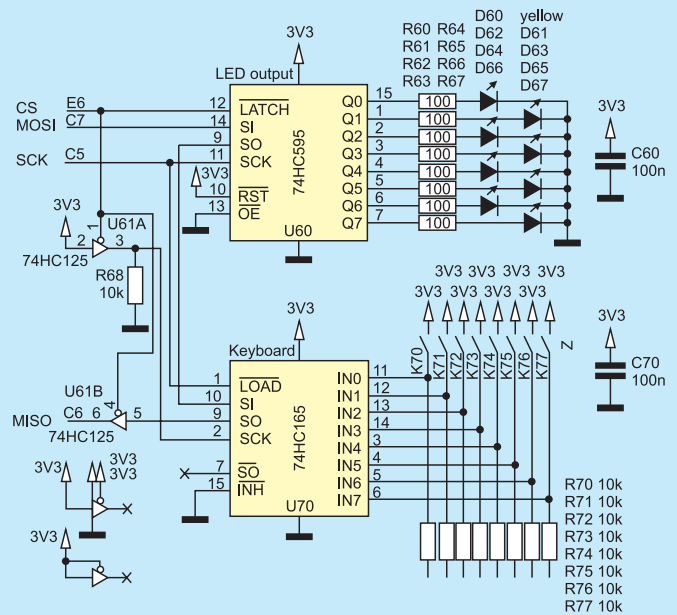 3V3
D60 yellow
R60 R64 D62 D61
R61 R65 D64 D63
R62 R66 D66 D65
R63 R67 D67
LED output
CS E6 12 LATCH Q0 15 100
MOSI C7 14 SI Q1 1 100
9 SO Q2 2 100
SCK C5 11 SCK Q3 3 100
3V3 Q4 4 100
10 RST Q5 5 100
13 OE Q6 6 100
Q7 7 100
74HC595
U60
3V3
C60
100n
3V3
U61A
1
2 3
74HC125
R68
10k
3V3
Keyboard
3V3 3V3 3V3 3V3
3V3 3V3 3V3 3V3
K70 K71 K72 K73 K74 K75 K76 K77 Z
3V3
C70
100n
1 LOAD IN0 11
10 SI IN1 12
9 SO IN2 13
2 SCK IN3 14
IN4 3
7 SO IN5 4
15 INH IN6 5
IN7 6
74HC165
U70
U61B
4
MISO C6 6 5
74HC125
3V3
3V3
3V3
3V3
R70 10k
R71 10k
R72 10k
R73 10k
R74 10k
R75 10k
R76 10k
R77 10k